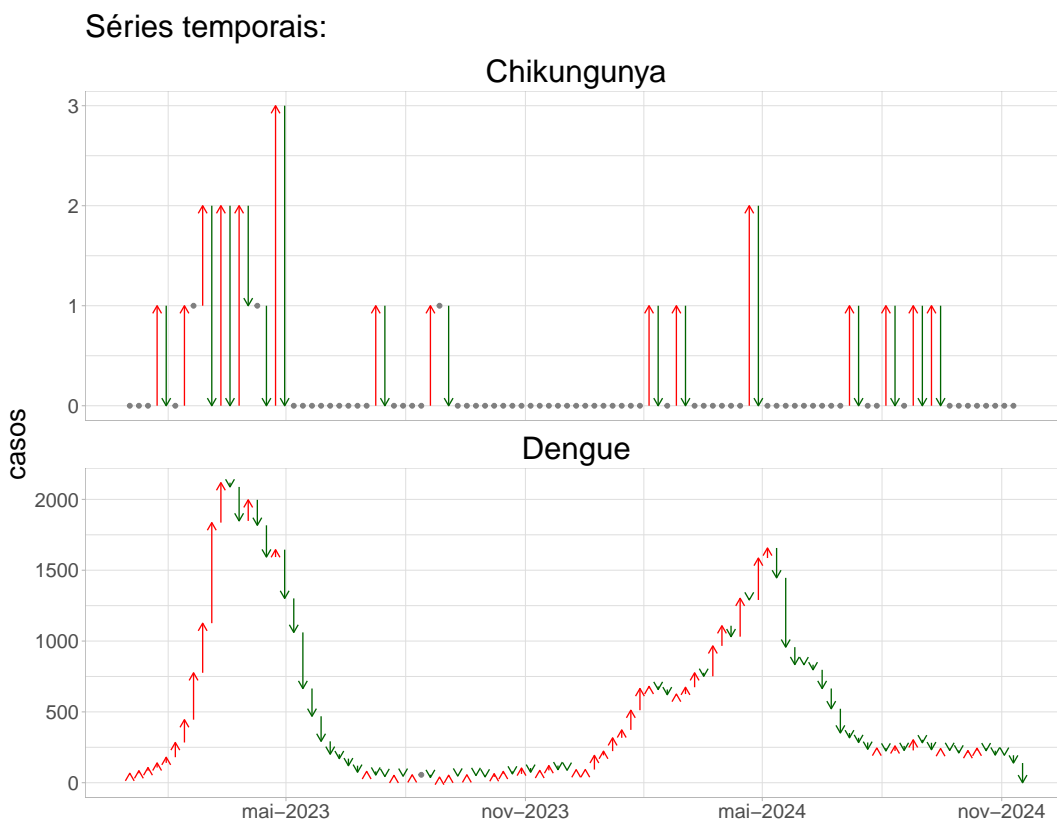 Séries temporais:
Chikungunya
3
2
1
0
casos
Dengue
2000
1500
1000
500
0
mai−2023
nov−2023
mai−2024
nov−2024